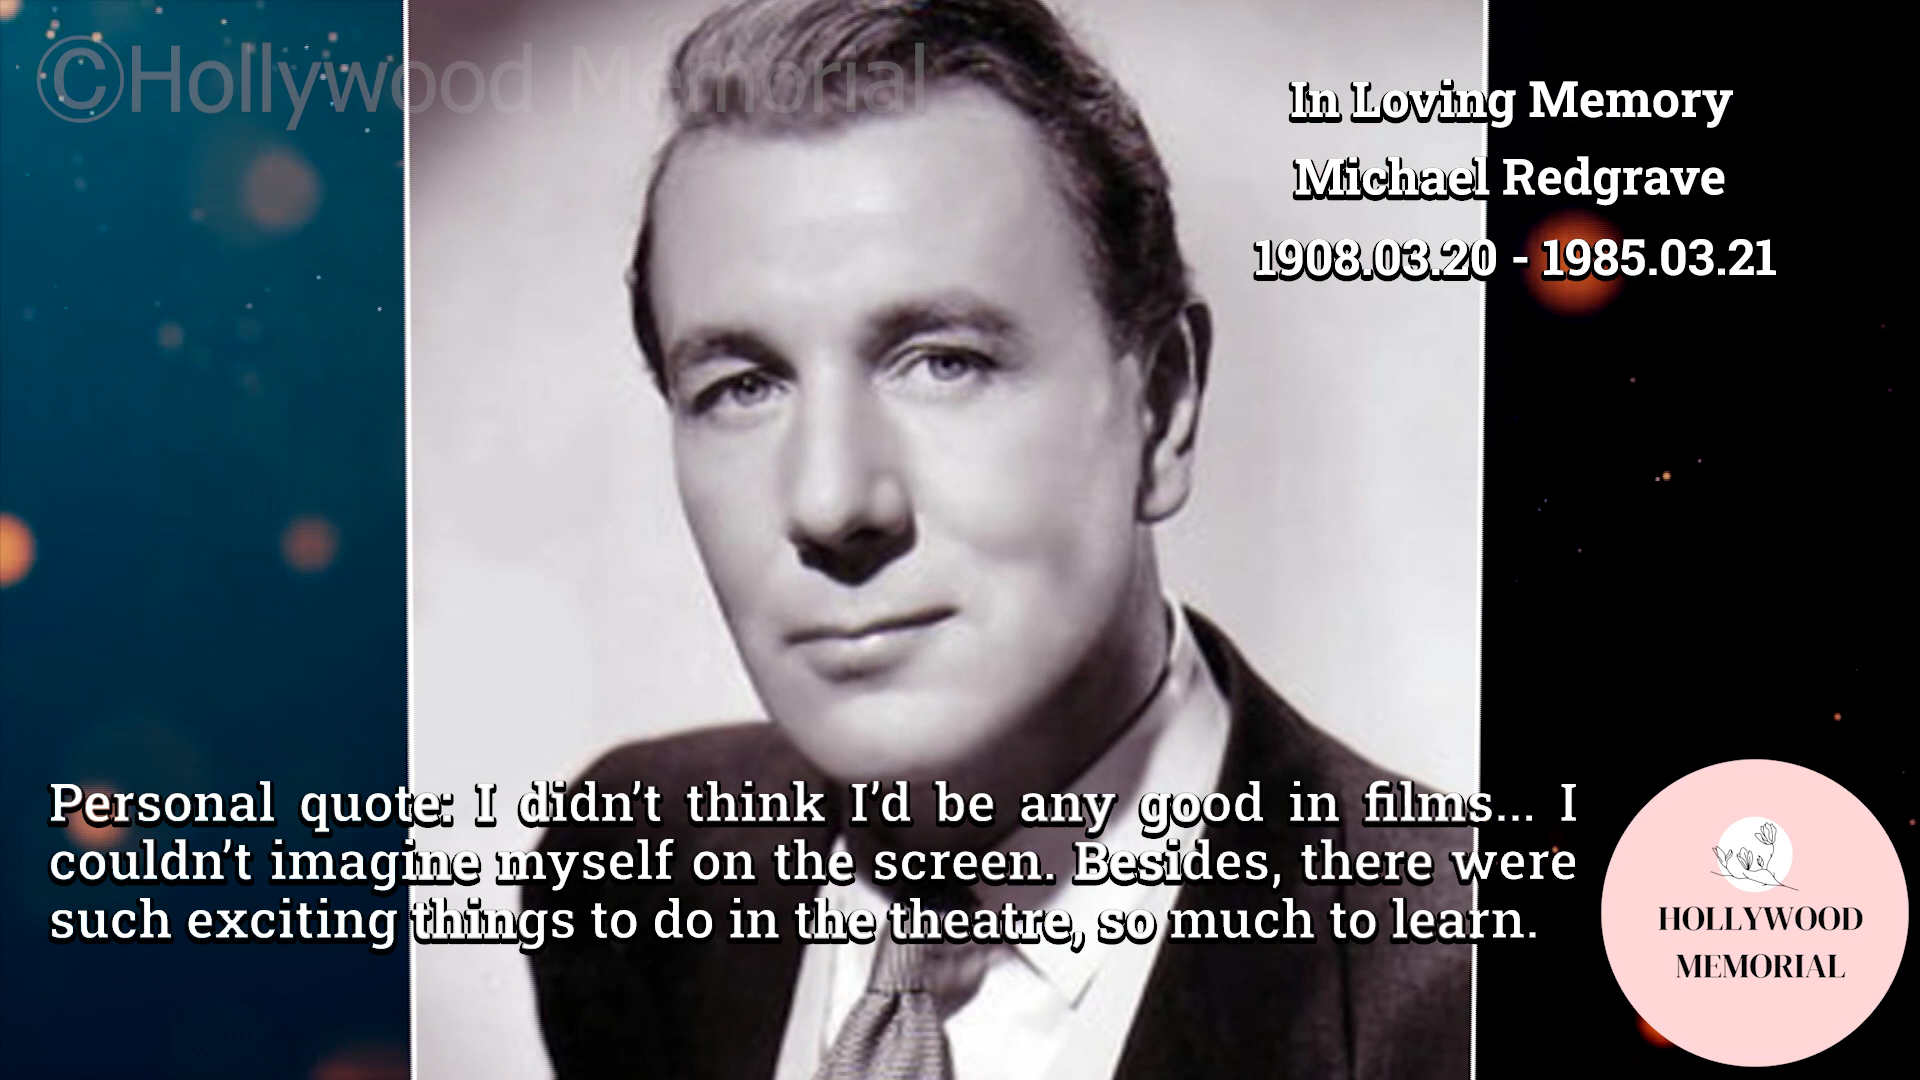 ©Hollywood Memorial
In Loving Memory
Michael Redgrave
1908.03.20 - 1985.03.21
Personal quote: I didn't think I'd be any good in films... I
couldn't imagine myself on the screen. Besides, there were
such exciting things to do in the theatre, so much to learn.
HOLLYWOOD
MEMORIAL